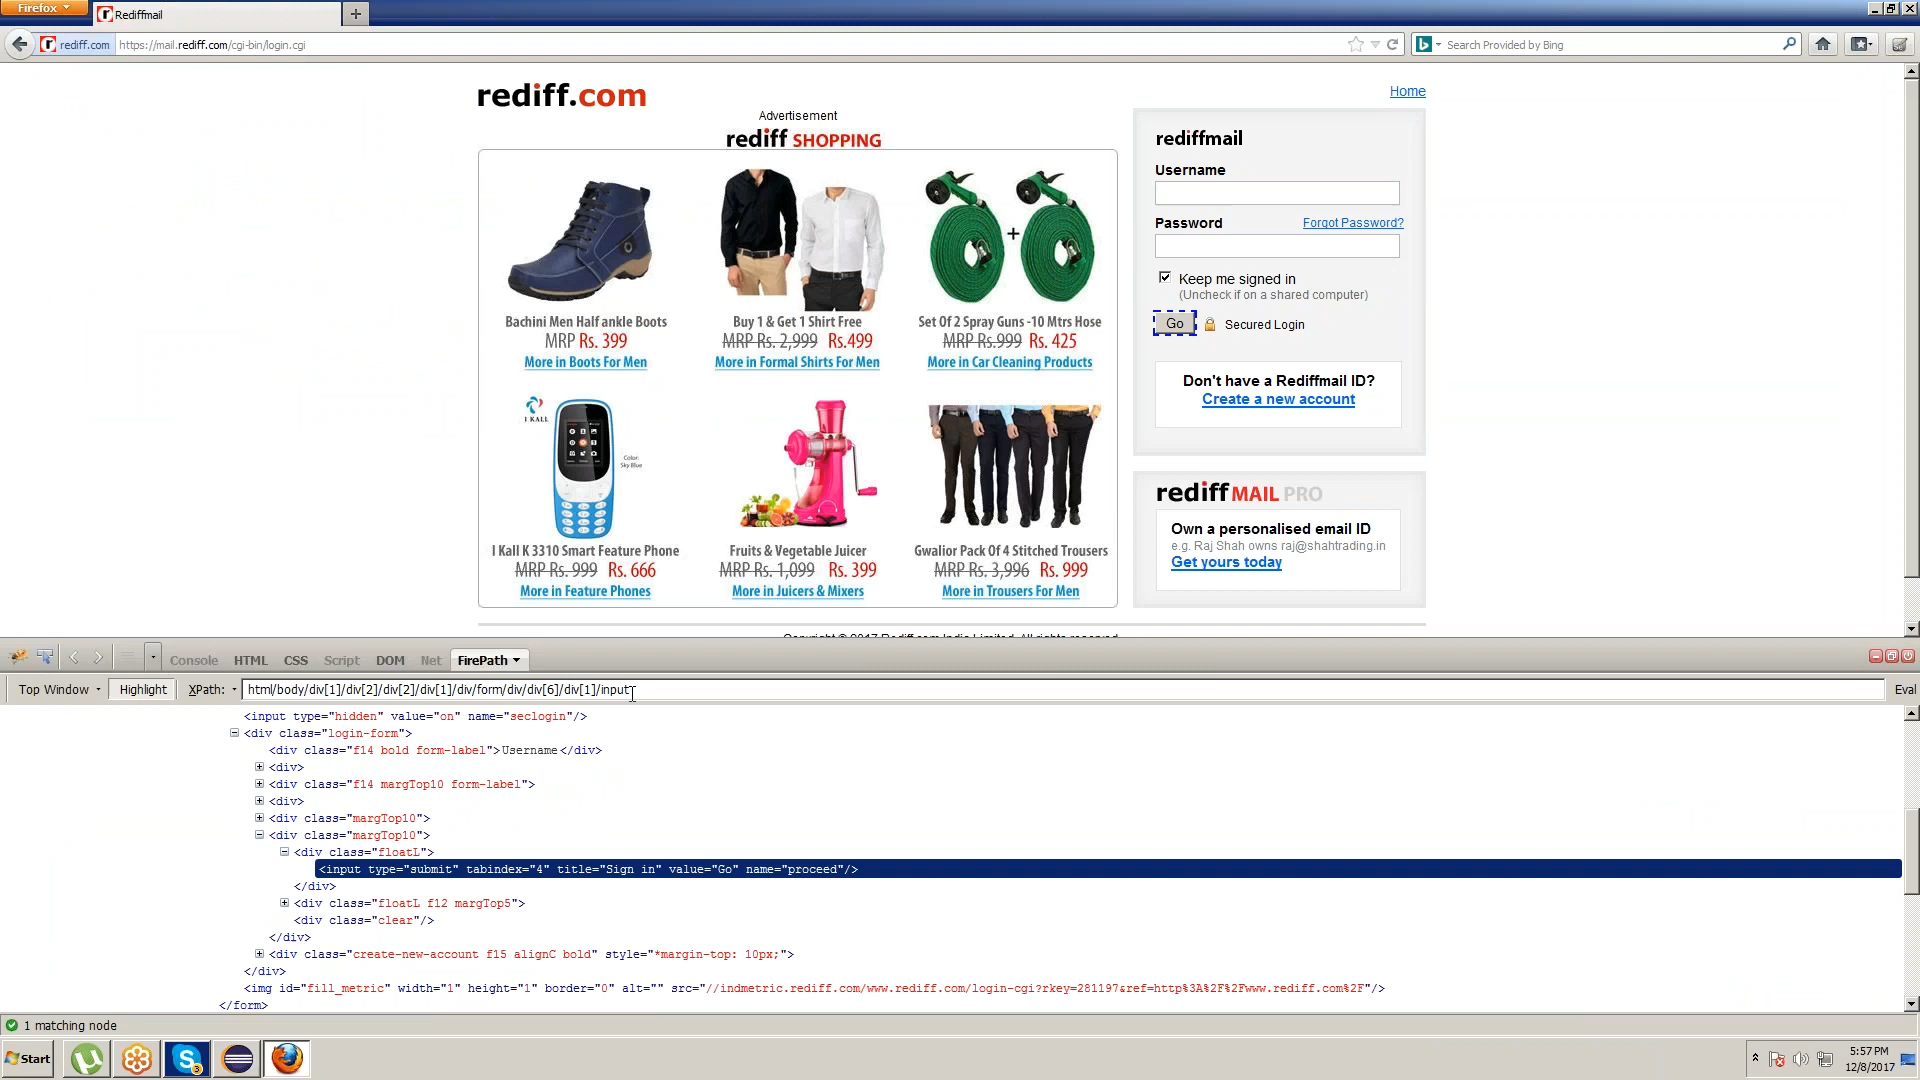 Firefox
Rediffmail
rediff.com
https://mail.rediff.com/cgi-bin/login.cgi
Search Provided by Bing
rediff.com
Home
Advertisement
rediff SHOPPING
Bachini Men Half ankle Boots
MRP Rs. 399
More in Boots For Men
Buy 1 & Get 1 Shirt Free
MRP Rs. 2,999 Rs.499
More in Formal Shirts For Men
+
Set Of 2 Spray Guns -10 Mtrs Hose
MRP Rs.999 Rs. 425
More in Car Cleaning Products
I KALL
Color:
Sky Blue
I Kall K 3310 Smart Feature Phone
MRP Rs. 999 Rs. 666
More in Feature Phones
Fruits & Vegetable Juicer
MRP Rs. 1,099 Rs. 399
More in Juicers & Mixers
Gwalior Pack Of 4 Stitched Trousers
MRP Rs. 3,996 Rs. 999
More in Trousers For Men
rediffmail
Username
Password
Forgot Password?
Keep me signed in
(Uncheck if on a shared computer)
Go
Secured Login
Don't have a Rediffmail ID?
Create a new account
rediff MAIL PRO
Own a personalised email ID
e.g. Raj Shah owns raj@shahtrading.in
Get yours today
Copyright © 2017 Rediff.com India Limited. All rights reserved
Console HTML CSS Script DOM Net FirePath
Top Window Highlight XPath: html/body/div[1]/div[2]/div[2]/div[1]/div/form/div/div[6]/div[1]/input Eval
<input type="hidden" value="on" name="seclogin"/>
<div class="login-form">
<div class="f14 bold form-label">Username</div>
<div>
<div class="f14 margTop10 form-label">
<div>
<div class="margTop10">
<div class="margTop10">
<div class="floatL">
<input type="submit" tabindex="4" title="Sign in" value="Go" name="proceed"/>
</div>
<div class="floatL f12 margTop5">
<div class="clear"/>
</div>
<div class="create-new-account f15 alignC bold" style="*margin-top: 10px;">
</div>
<img id="fill_metric" width="1" height="1" border="0" alt="" src="//indmetric.rediff.com/www.rediff.com/login-cgi?rkey=281197&ref=http%3A%2F%2Fwww.rediff.com%2F"/>
</form>
1 matching node
Start
3
5:57 PM
12/8/2017